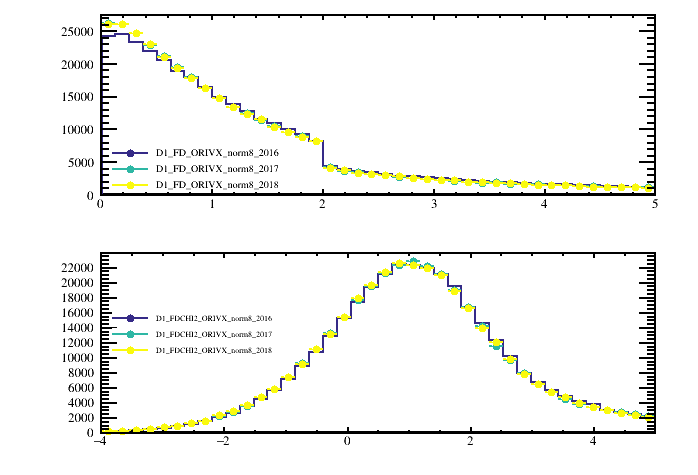 25000
20000
15000
10000
5000
0
D1_FD_ORIVX_norm8_2016
D1_FD_ORIVX_norm8_2017
D1_FD_ORIVX_norm8_2018
0 1 2 3 4 5
22000
20000
18000
16000
14000
12000
10000
8000
6000
4000
2000
0
D1_FDCHI2_ORIVX_norm8_2016
D1_FDCHI2_ORIVX_norm8_2017
D1_FDCHI2_ORIVX_norm8_2018
−4 −2 0 2 4